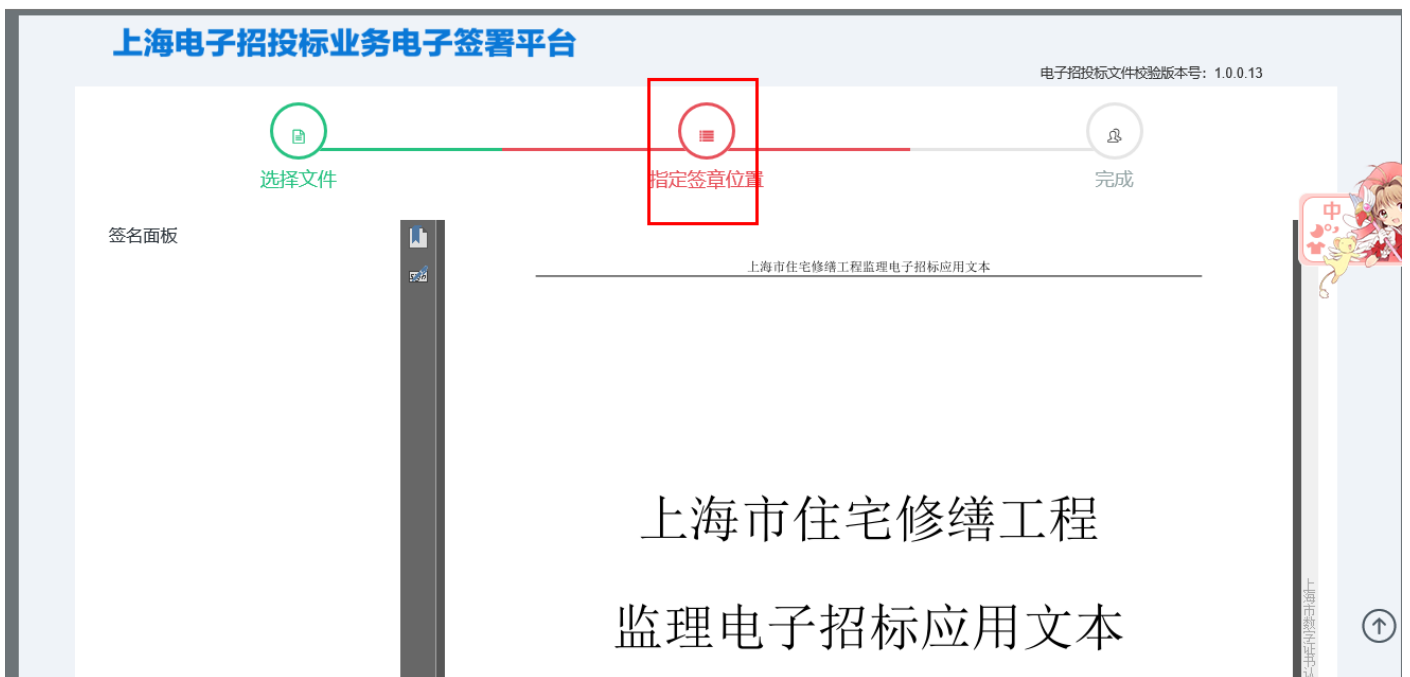 上海电子招投标业务电子签署平台
电子招投标文件校验版本号：1.0.0.13
选择文件
指定签章位置
完成
签名面板
中
上海市住宅修缮工程监理电子招标应用文本
上海市住宅修缮工程
监理电子招标应用文本
上海市数字证书认